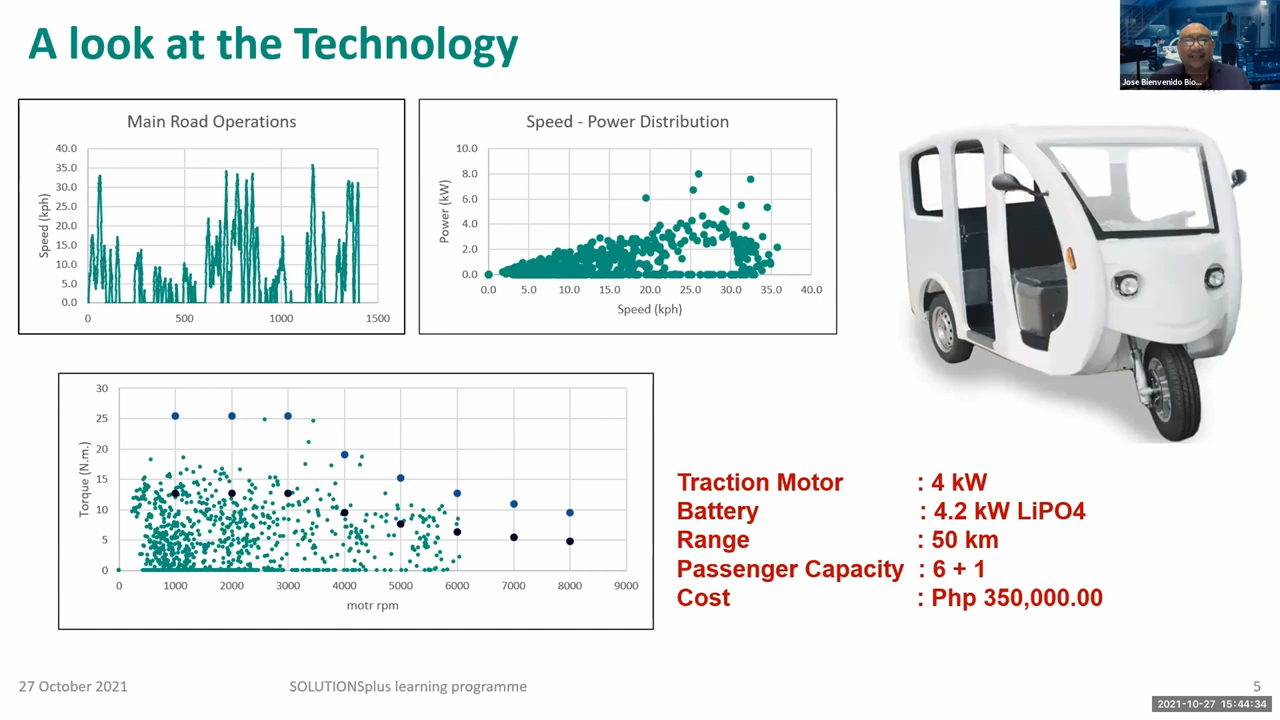 A look at the Technology
Jose Bienvenido Bio...
Main Road Operations
Speed (kph)
40.0
35.0
30.0
25.0
20.0
15.0
10.0
5.0
0.0
0 500 1000 1500
Speed - Power Distribution
Power (kW)
10.0
8.0
6.0
4.0
2.0
0.0
0.0 5.0 10.0 15.0 20.0 25.0 30.0 35.0 40.0
Speed (kph)
Torque (N.m.)
30
25
20
15
10
5
0
0 1000 2000 3000 4000 5000 6000 7000 8000 9000
motr rpm
Traction Motor : 4 kW
Battery : 4.2 kW LiPO4
Range : 50 km
Passenger Capacity : 6 + 1
Cost : Php 350,000.00
27 October 2021 SOLUTIONSplus learning programme 5
2021-10-27 15:44:34